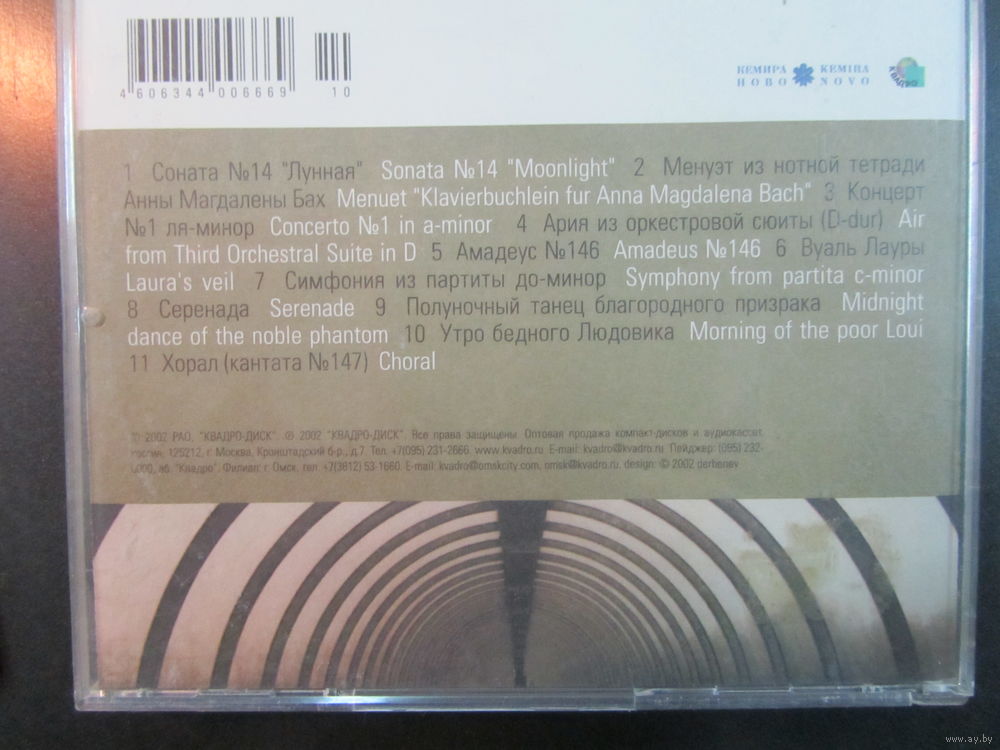 4 606344 006669 10
КЕМИРА KEMIRA
НОВО NOVO
КВАДРО
1 Соната №14 "Лунная" Sonata №14 "Moonlight" 2 Менуэт из нотной тетради
Анны Магдалены Бах Menuet "Klavierbuchlein fur Anna Magdalena Bach" 3 Концерт
№1 ля-минор Concerto №1 in a-minor 4 Ария из оркестровой сюиты (D-dur) Air
from Third Orchestral Suite in D 5 Амадеус №146 Amadeus №146 6 Вуаль Лауры
Laura's veil 7 Симфония из партиты до-минор Symphony from partita c-minor
8 Серенада Serenade 9 Полуночный танец благородного призрака Midnight
dance of the noble phantom 10 Утро бедного Людовика Morning of the poor Loui
11 Хорал (кантата №147) Choral
© 2002 РАО, "КВАДРО-ДИСК". ℗ 2002 "КВАДРО-ДИСК". Все права защищены. Оптовая продажа компакт-дисков и аудиокассет.
Россия, 125212, г. Москва, Кронштадский б-р., д.7. Тел. +7(095) 231-2666. www.kvadro.ru. E-mail: kvadro@kvadro.ru. Пейджер: (095) 232-
аб. "Квадро". Филиал: г. Омск, тел. +7(3812) 53-1660. E-mail: kvadro@omskcity.com, omsk@kvadro.ru. design: © 2002 derbenev
www.ay.by